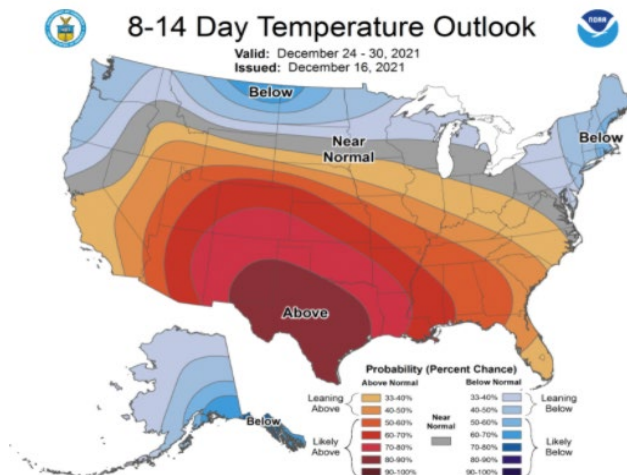 8-14 Day Temperature Outlook
Valid: December 24 - 30, 2021
Issued: December 16, 2021
NOAA
Below
Near
Normal
Below
Above
Below
Probability (Percent Chance)
Above Normal
Below Normal
Leaning
Above
33-40%
40-50%
Near
Normal
33-40%
40-50%
Leaning
Below
Likely
Above
50-60%
60-70%
70-80%
80-90%
90-100%
50-60%
60-70%
70-80%
80-90%
90-100%
Likely
Below